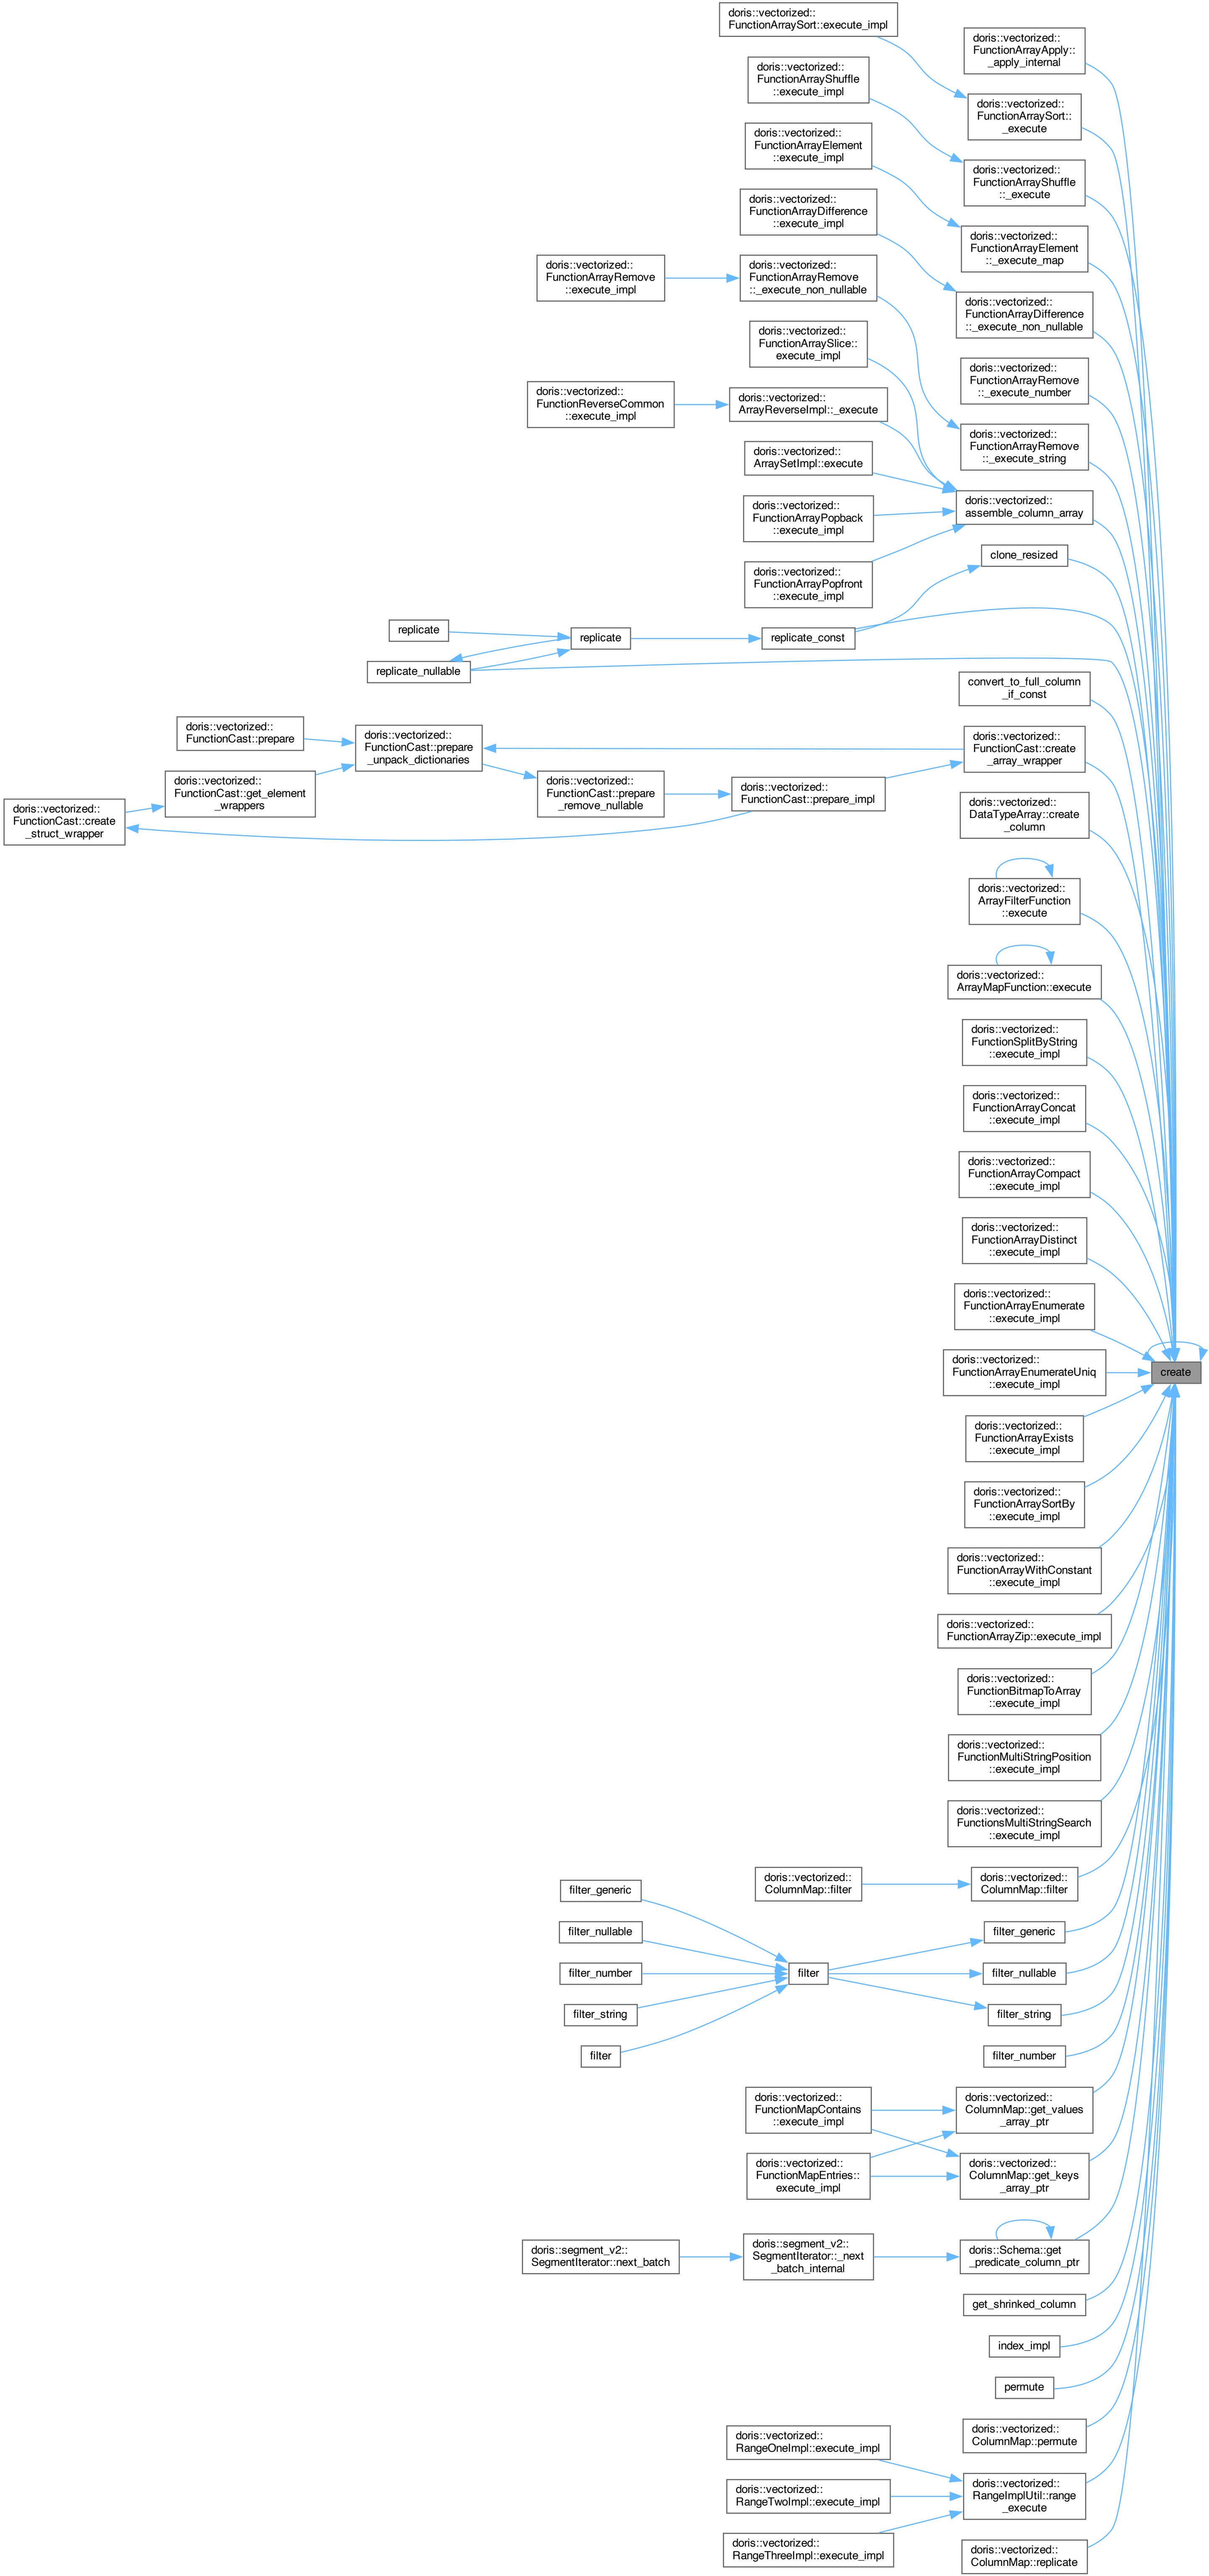 doris::vectorized::
FunctionArraySort::execute_impl
doris::vectorized::
FunctionArrayApply::
_apply_internal
doris::vectorized::
FunctionArrayShuffle
::execute_impl
doris::vectorized::
FunctionArraySort::
_execute
doris::vectorized::
FunctionArrayElement
::execute_impl
doris::vectorized::
FunctionArrayShuffle
::_execute
doris::vectorized::
FunctionArrayDifference
::execute_impl
doris::vectorized::
FunctionArrayElement
::_execute_map
doris::vectorized::
FunctionArrayRemove
::execute_impl
doris::vectorized::
FunctionArrayRemove
::_execute_non_nullable
doris::vectorized::
FunctionArrayDifference
::_execute_non_nullable
doris::vectorized::
FunctionArraySlice::
execute_impl
doris::vectorized::
FunctionArrayRemove
::_execute_number
doris::vectorized::
FunctionReverseCommon
::execute_impl
doris::vectorized::
ArrayReverseImpl::_execute
doris::vectorized::
FunctionArrayRemove
::_execute_string
doris::vectorized::
ArraySetImpl::execute
doris::vectorized::
FunctionArrayPopback
::execute_impl
doris::vectorized::
assemble_column_array
doris::vectorized::
FunctionArrayPopfront
::execute_impl
clone_resized
replicate
replicate
replicate_const
replicate_nullable
convert_to_full_column
_if_const
doris::vectorized::
FunctionCast::prepare
doris::vectorized::
FunctionCast::prepare
_unpack_dictionaries
doris::vectorized::
FunctionCast::create
_array_wrapper
doris::vectorized::
FunctionCast::create
_struct_wrapper
doris::vectorized::
FunctionCast::get_element
_wrappers
doris::vectorized::
FunctionCast::prepare
_remove_nullable
doris::vectorized::
FunctionCast::prepare_impl
doris::vectorized::
DataTypeArray::create
_column
doris::vectorized::
ArrayFilterFunction
::execute
doris::vectorized::
ArrayMapFunction::execute
doris::vectorized::
FunctionSplitByString
::execute_impl
doris::vectorized::
FunctionArrayConcat
::execute_impl
doris::vectorized::
FunctionArrayCompact
::execute_impl
doris::vectorized::
FunctionArrayDistinct
::execute_impl
doris::vectorized::
FunctionArrayEnumerate
::execute_impl
doris::vectorized::
FunctionArrayEnumerateUniq
::execute_impl
create
doris::vectorized::
FunctionArrayExists
::execute_impl
doris::vectorized::
FunctionArraySortBy
::execute_impl
doris::vectorized::
FunctionArrayWithConstant
::execute_impl
doris::vectorized::
FunctionArrayZip::execute_impl
doris::vectorized::
FunctionBitmapToArray
::execute_impl
doris::vectorized::
FunctionMultiStringPosition
::execute_impl
doris::vectorized::
FunctionsMultiStringSearch
::execute_impl
doris::vectorized::
ColumnMap::filter
doris::vectorized::
ColumnMap::filter
filter_generic
filter_nullable
filter_number
filter_string
filter
filter
filter_generic
filter_nullable
filter_string
filter_number
doris::vectorized::
FunctionMapContains
::execute_impl
doris::vectorized::
ColumnMap::get_values
_array_ptr
doris::vectorized::
FunctionMapEntries::
execute_impl
doris::vectorized::
ColumnMap::get_keys
_array_ptr
doris::segment_v2::
SegmentIterator::next_batch
doris::segment_v2::
SegmentIterator::_next
_batch_internal
doris::Schema::get
_predicate_column_ptr
get_shrinked_column
index_impl
permute
doris::vectorized::
ColumnMap::permute
doris::vectorized::
RangeOneImpl::execute_impl
doris::vectorized::
RangeTwoImpl::execute_impl
doris::vectorized::
RangeImplUtil::range
_execute
doris::vectorized::
RangeThreeImpl::execute_impl
doris::vectorized::
ColumnMap::replicate